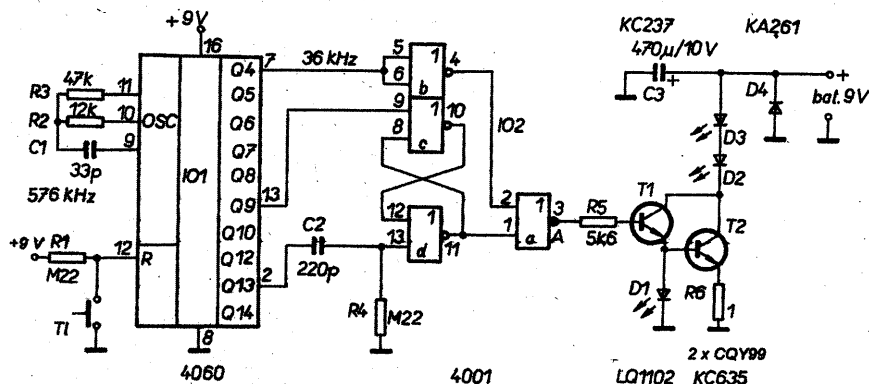 +9V
16
7
36 kHz
KC237
KA261
470µ/10V
C3
+
D4
+
bat. 9V
R3
47k
11
R2
12k
10
OSC
C1
9
33p
576 kHz
IO1
Q4
Q5
Q6
Q7
Q8
Q9
Q10
Q12
Q13
Q14
13
2
5
6
1
4
b
9
8
1
10
c
IO2
12
13
1
11
d
C2
220p
R4
M22
2
1
1
3
a
A
R5
5k6
T1
T2
D3
D2
D1
R6
1
+9V
R1
M22
12
R
Tl
8
4060
4001
2 x CQY99
LQ1102
KC635